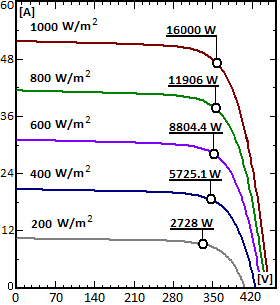 60
[A]
1000 W/m²
16000 W
48
800 W/m²
11906 W
36
600 W/m²
8804.4 W
24
400 W/m²
5725.1 W
200 W/m²
2728 W
12
[V]
0
0 70 140 210 280 350 420